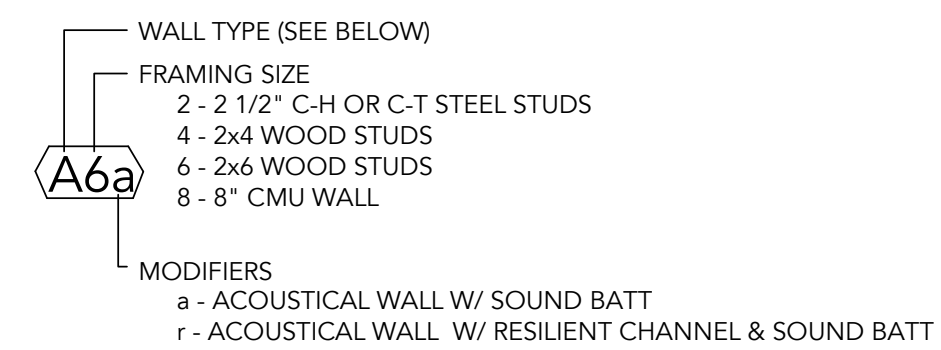 WALL TYPE (SEE BELOW)
FRAMING SIZE
2 - 2 1/2" C-H OR C-T STEEL STUDS
4 - 2x4 WOOD STUDS
6 - 2x6 WOOD STUDS
8 - 8" CMU WALL
A6a
MODIFIERS
a - ACOUSTICAL WALL W/ SOUND BATT
r - ACOUSTICAL WALL W/ RESILIENT CHANNEL & SOUND BATT